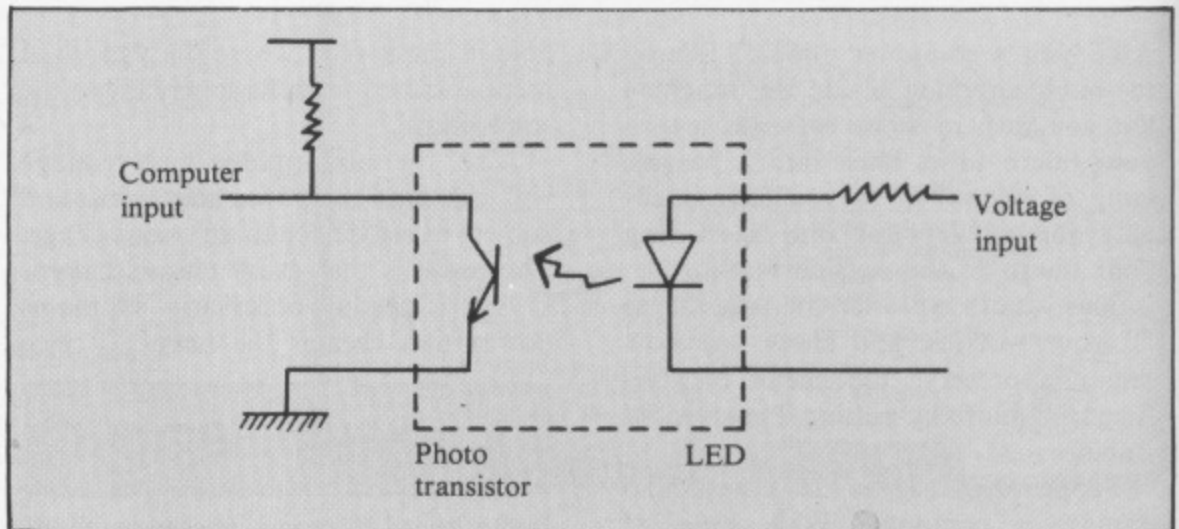 Computer
input
Voltage
input
Photo
transistor
LED